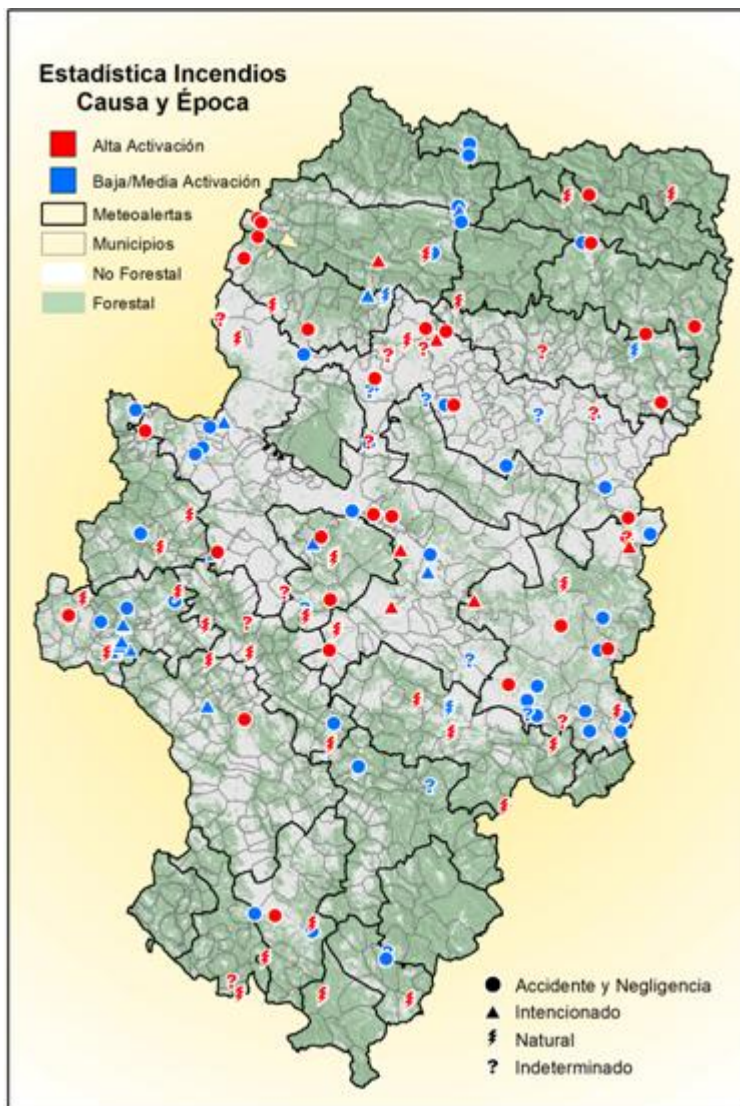 Estadística Incendios
Causa y Época
Alta Activación
Baja/Media Activación
Meteoalertas
Municipios
No Forestal
Forestal
Accidente y Negligencia
Intencionado
Natural
? Indeterminado